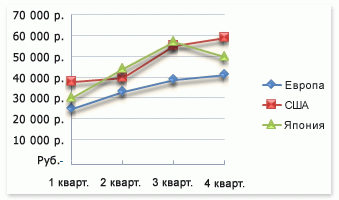 70 000 р.
60 000 р.
50 000 р.
40 000 р.
30 000 р.
20 000 р.
10 000 р.
Руб.-
1 кварт. 2 кварт. 3 кварт. 4 кварт.
Европа
США
Япония